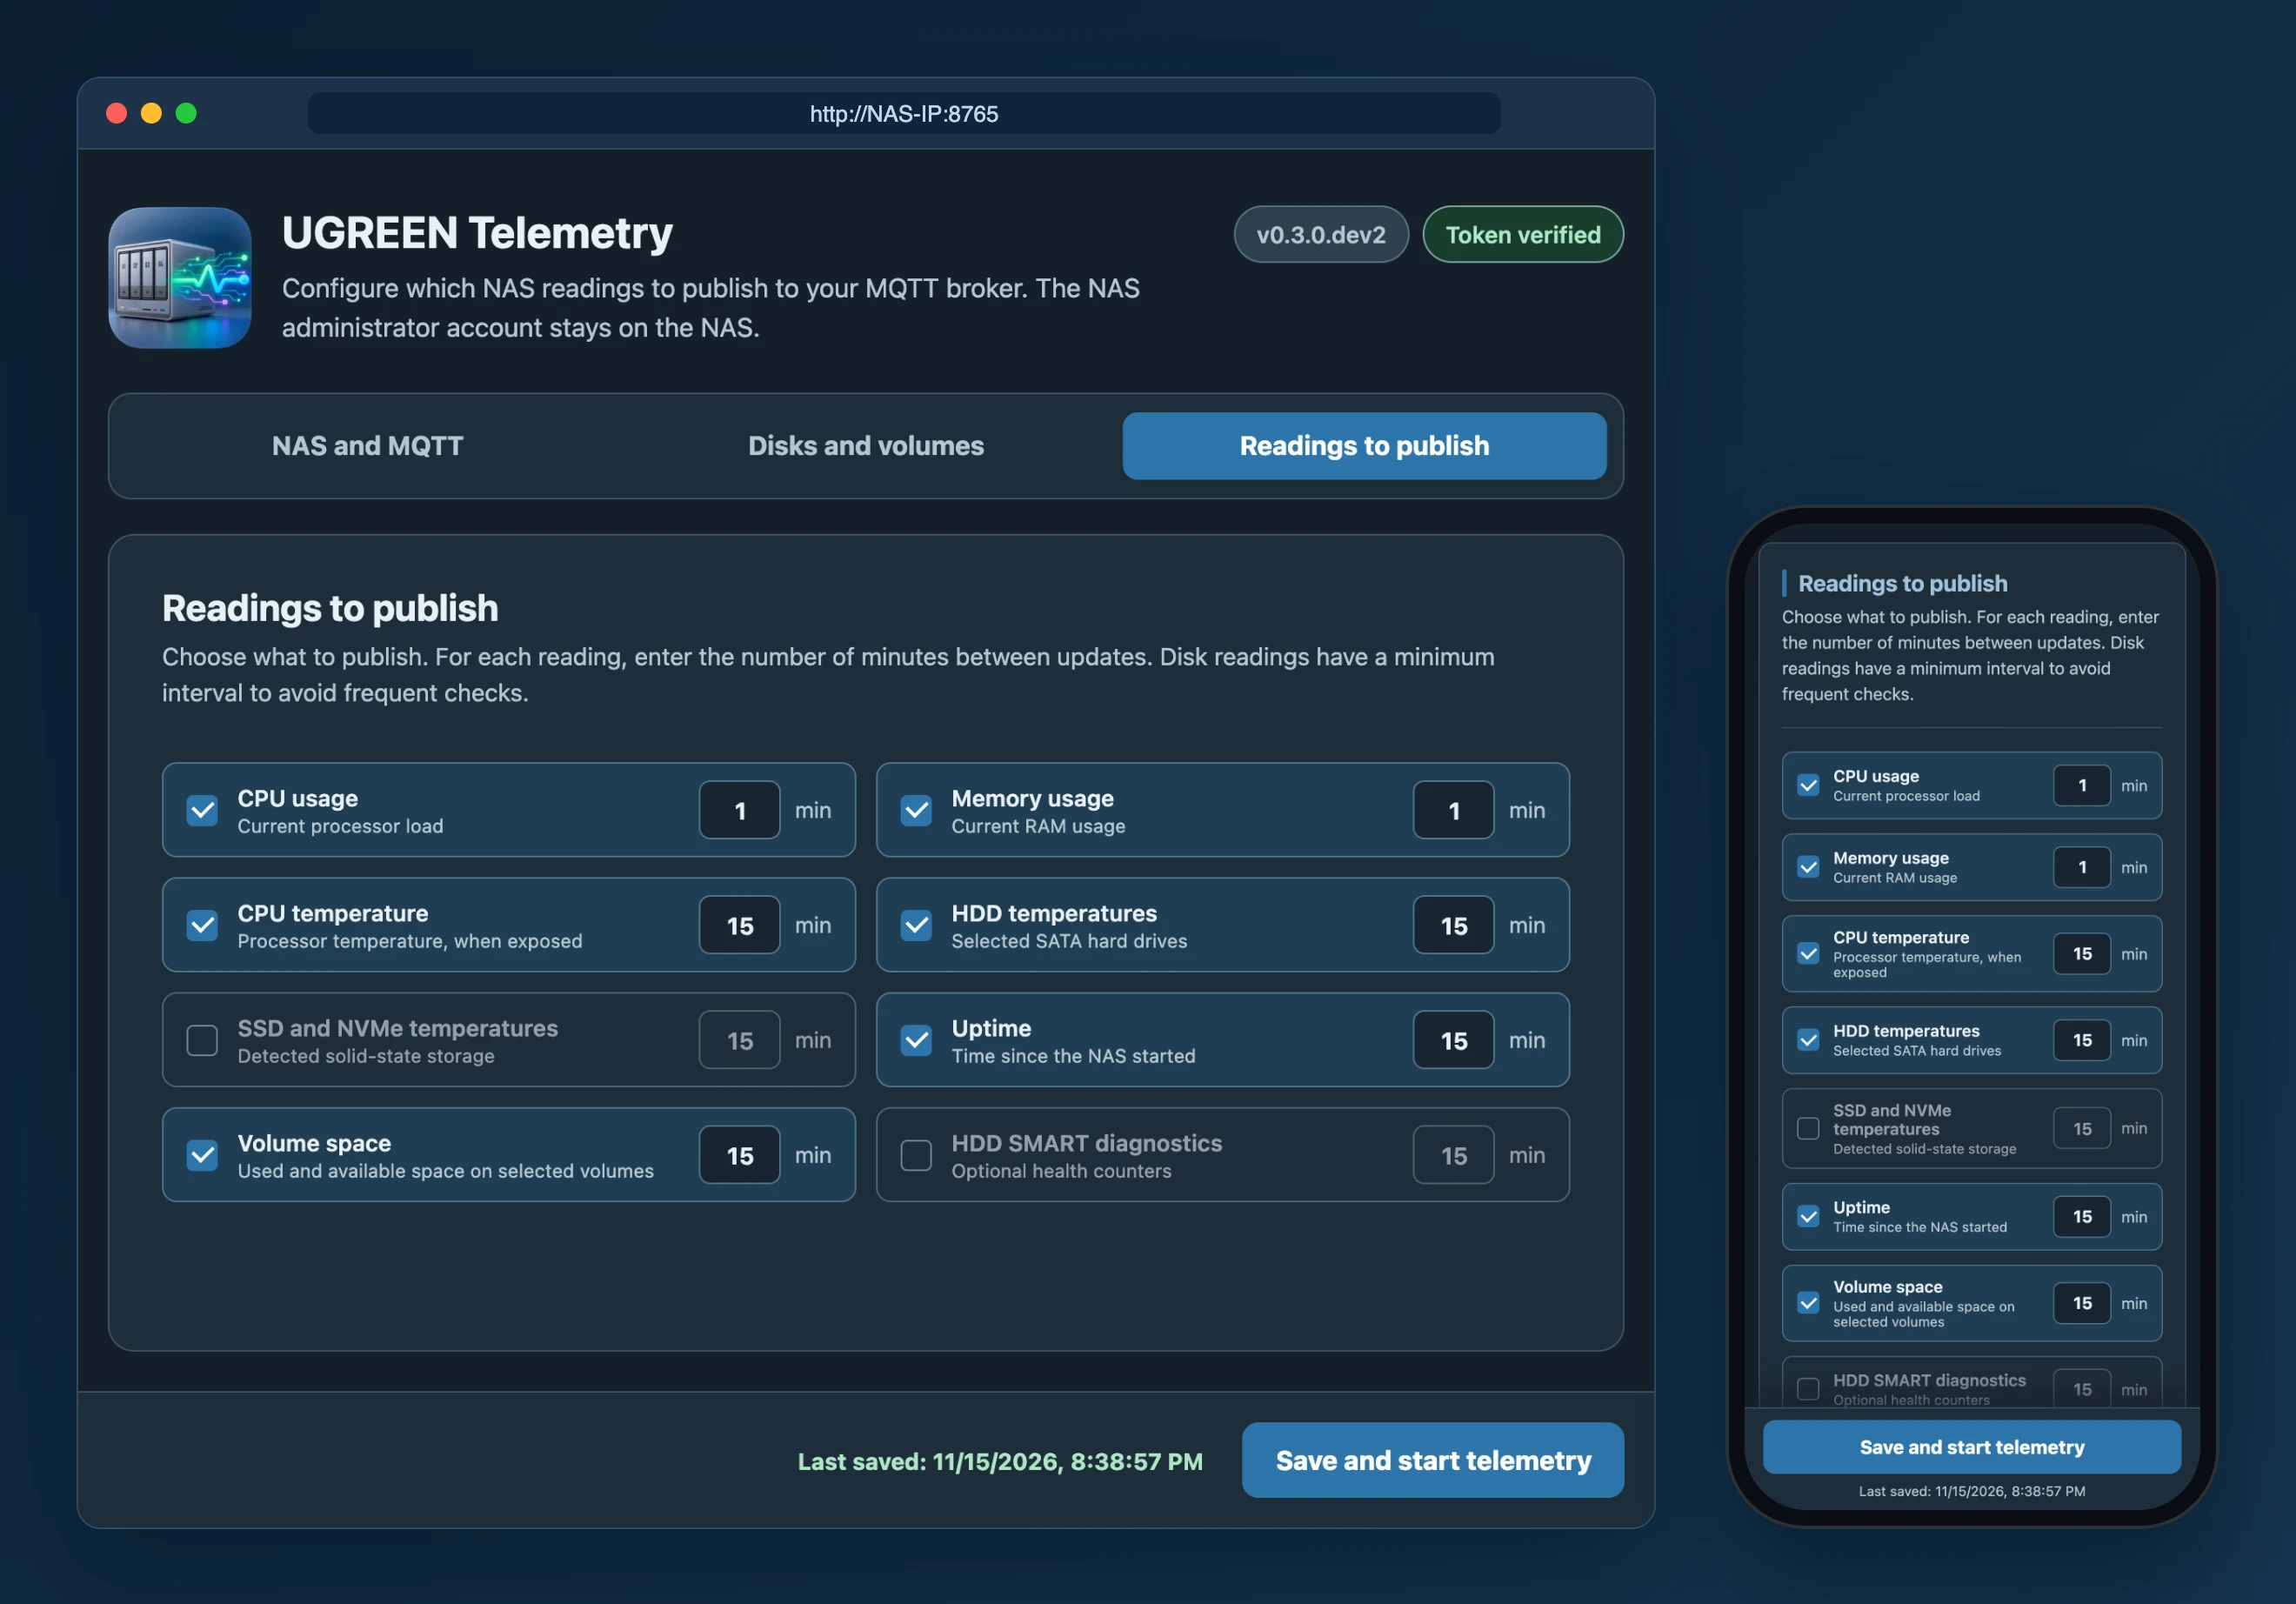 http://NAS-IP:8765
UGREEN Telemetry
v0.3.0.dev2
Token verified
Configure which NAS readings to publish to your MQTT broker. The NAS
administrator account stays on the NAS.
NAS and MQTT
Disks and volumes
Readings to publish
Readings to publish
Choose what to publish. For each reading, enter the number of minutes between updates. Disk readings have a minimum
interval to avoid frequent checks.
CPU usage
Current processor load
1 min
Memory usage
Current RAM usage
1 min
CPU temperature
Processor temperature, when exposed
15 min
HDD temperatures
Selected SATA hard drives
15 min
SSD and NVMe temperatures
Detected solid-state storage
15 min
Uptime
Time since the NAS started
15 min
Volume space
Used and available space on selected volumes
15 min
HDD SMART diagnostics
Optional health counters
15 min
Last saved: 11/15/2026, 8:38:57 PM
Save and start telemetry
Readings to publish
Choose what to publish. For each reading, enter
the number of minutes between updates. Disk
readings have a minimum interval to avoid
frequent checks.
CPU usage
Current processor load
1 min
Memory usage
Current RAM usage
1 min
CPU temperature
Processor temperature, when
exposed
15 min
HDD temperatures
Selected SATA hard drives
15 min
SSD and NVMe
temperatures
Detected solid-state storage
15 min
Uptime
Time since the NAS started
15 min
Volume space
Used and available space on
selected volumes
15 min
HDD SMART diagnostics
Optional health counters
15 min
Save and start telemetry
Last saved: 11/15/2026, 8:38:57 PM